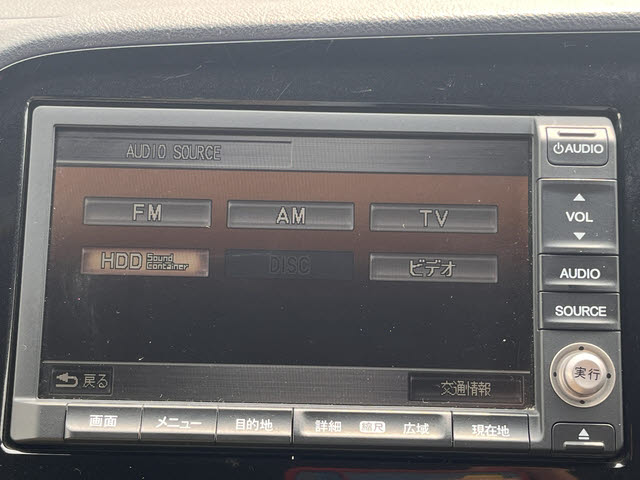 AUDIO SOURCE
FM AM TV
HDD Sound container DISC ビデオ
戻る 交通情報
画面 メニュー 目的地 詳細 縮尺 広域 現在地
AUDIO
VOL
AUDIO
SOURCE
実行